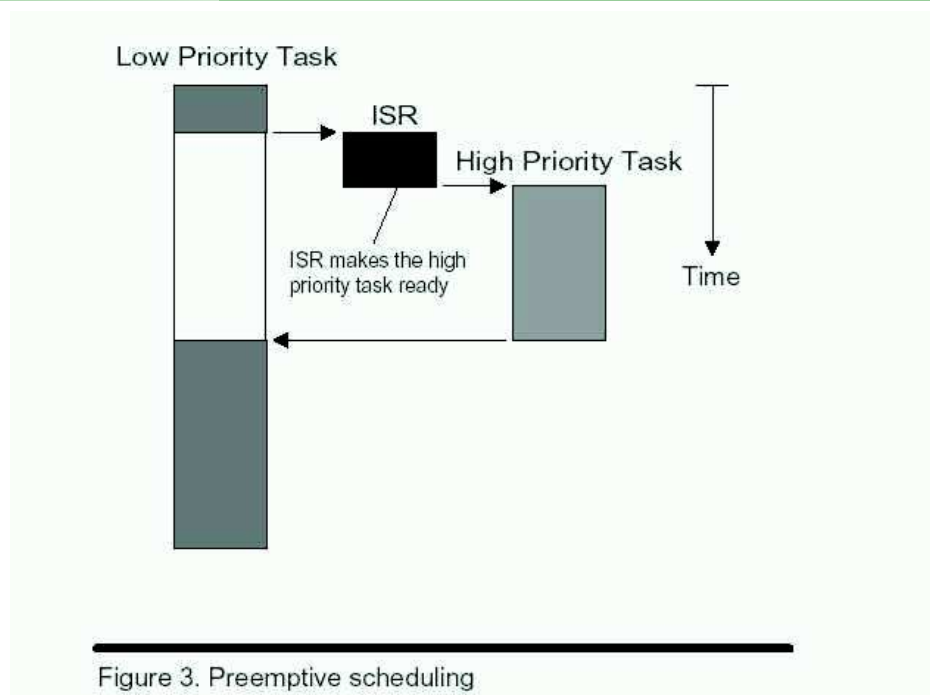 Low Priority Task
ISR
High Priority Task
ISR makes the high
priority task ready
Time
Figure 3. Preemptive scheduling